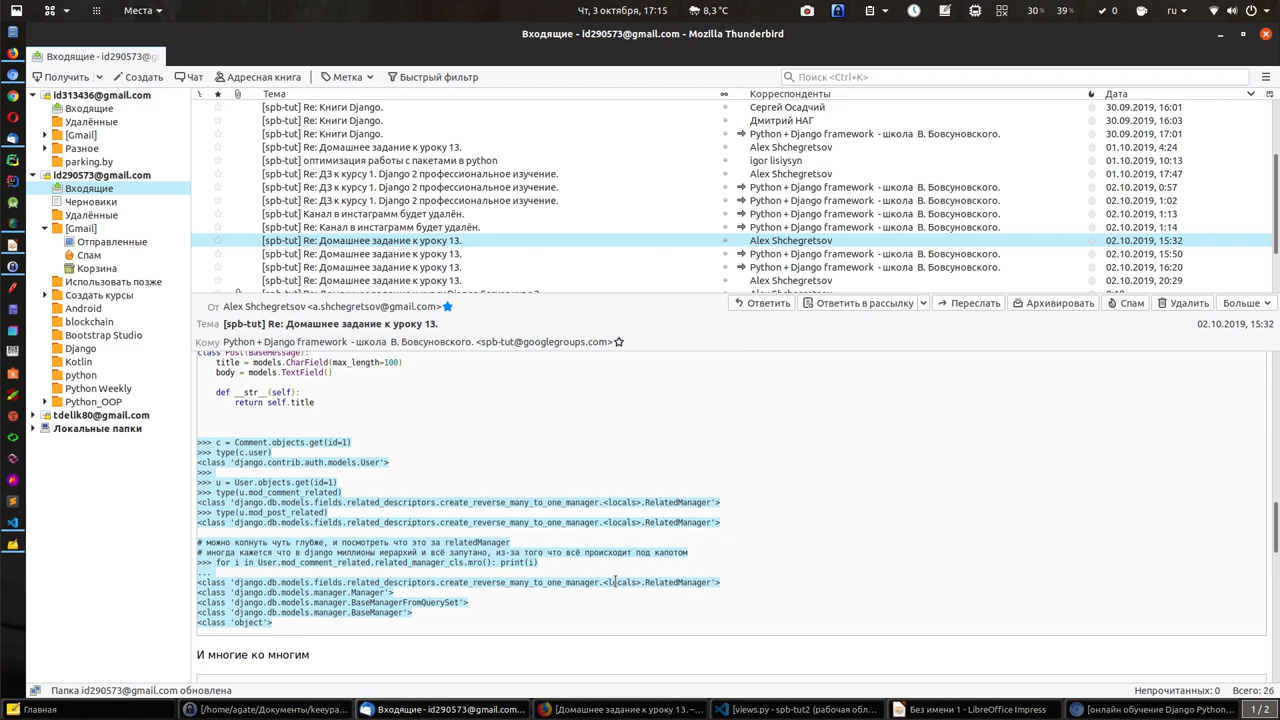 Места
Чт, 3 октября, 17:15
8,3°C
30 %
39 %
0
ru
Входящие - id290573@gmail.com - Mozilla Thunderbird
Входящие - id290573@g
Получить
Создать
Чат
Адресная книга
Метка
Быстрый фильтр
Поиск <Ctrl+K>
id313436@gmail.com
Входящие
Удалённые
[Gmail]
Разное
parking.by
id290573@gmail.com
Входящие
Черновики
Удалённые
[Gmail]
Отправленные
Спам
Корзина
Использовать позже
Создать курсы
Android
blockchain
Bootstrap Studio
Django
Kotlin
python
Python Weekly
Python_OOP
tdelik80@gmail.com
Локальные папки
Тема Корреспонденты Дата
[spb-tut] Re: Книги Django. Сергей Осадчий 30.09.2019, 16:01
[spb-tut] Re: Книги Django. Дмитрий НАГ 30.09.2019, 16:03
[spb-tut] Re: Книги Django. Python + Django framework - школа В. Бовсуновского. 30.09.2019, 17:01
[spb-tut] Re: Домашнее задание к уроку 13. Alex Shchegretsov 01.10.2019, 4:24
[spb-tut] оптимизация работы с пакетами в python igor lisiysyn 01.10.2019, 10:13
[spb-tut] Re: ДЗ к курсу 1. Django 2 профессиональное изучение. Alex Shchegretsov 01.10.2019, 17:47
[spb-tut] Re: ДЗ к курсу 1. Django 2 профессиональное изучение. Python + Django framework - школа В. Бовсуновского. 02.10.2019, 0:57
[spb-tut] Re: ДЗ к курсу 1. Django 2 профессиональное изучение. Python + Django framework - школа В. Бовсуновского. 02.10.2019, 1:02
[spb-tut] Канал в инстаграмм будет удалён. Python + Django framework - школа В. Бовсуновского. 02.10.2019, 1:13
[spb-tut] Re: Канал в инстаграмм будет удалён. Python + Django framework - школа В. Бовсуновского. 02.10.2019, 1:14
[spb-tut] Re: Домашнее задание к уроку 13. Alex Shchegretsov 02.10.2019, 15:32
[spb-tut] Re: Домашнее задание к уроку 13. Python + Django framework - школа В. Бовсуновского. 02.10.2019, 15:50
[spb-tut] Re: Домашнее задание к уроку 13. Python + Django framework - школа В. Бовсуновского. 02.10.2019, 16:20
[spb-tut] Re: Домашнее задание к уроку 13. Alex Shchegretsov 02.10.2019, 20:29
От Alex Shchegretsov <a.shchegretsov@gmail.com>
Ответить
Ответить в рассылку
Переслать
Архивировать
Спам
Удалить
Больше
Тема [spb-tut] Re: Домашнее задание к уроку 13. 02.10.2019, 15:32
Кому Python + Django framework - школа В. Бовсуновского. <spb-tut@googlegroups.com>
class Post(BaseMessage):
title = models.CharField(max_length=100)
body = models.TextField()
def __str__(self):
return self.title
>>> c = Comment.objects.get(id=1)
>>> type(c.user)
<class 'django.contrib.auth.models.User'>
>>>
>>> u = User.objects.get(id=1)
>>> type(u.mod_comment_related)
<class 'django.db.models.fields.related_descriptors.create_reverse_many_to_one_manager.<locals>.RelatedManager'>
>>> type(u.mod_post_related)
<class 'django.db.models.fields.related_descriptors.create_reverse_many_to_one_manager.<locals>.RelatedManager'>
# можно копнуть чуть глубже, и посмотреть что это за relatedManager
# иногда кажется что в django миллионы иерархий и всё запутано, из-за того что всё происходит под капотом
>>> for i in User.mod_comment_related.related_manager_cls.mro(): print(i)
...
<class 'django.db.models.fields.related_descriptors.create_reverse_many_to_one_manager.<locals>.RelatedManager'>
<class 'django.db.models.manager.Manager'>
<class 'django.db.models.manager.BaseManagerFromQuerySet'>
<class 'django.db.models.manager.BaseManager'>
<class 'object'>
И многие ко многим
Папка id290573@gmail.com обновлена
Непрочитанных: 0
Всего: 26
Главная
[/home/agate/Документы/keeура...
Входящие - id290573@gmail.com...
[Домашнее задание к уроку 13. –...
[views.py - spb-tut2 (рабочая обл...
Без имени 1 - LibreOffice Impress
[онлайн обучение Django Python...
1 / 2